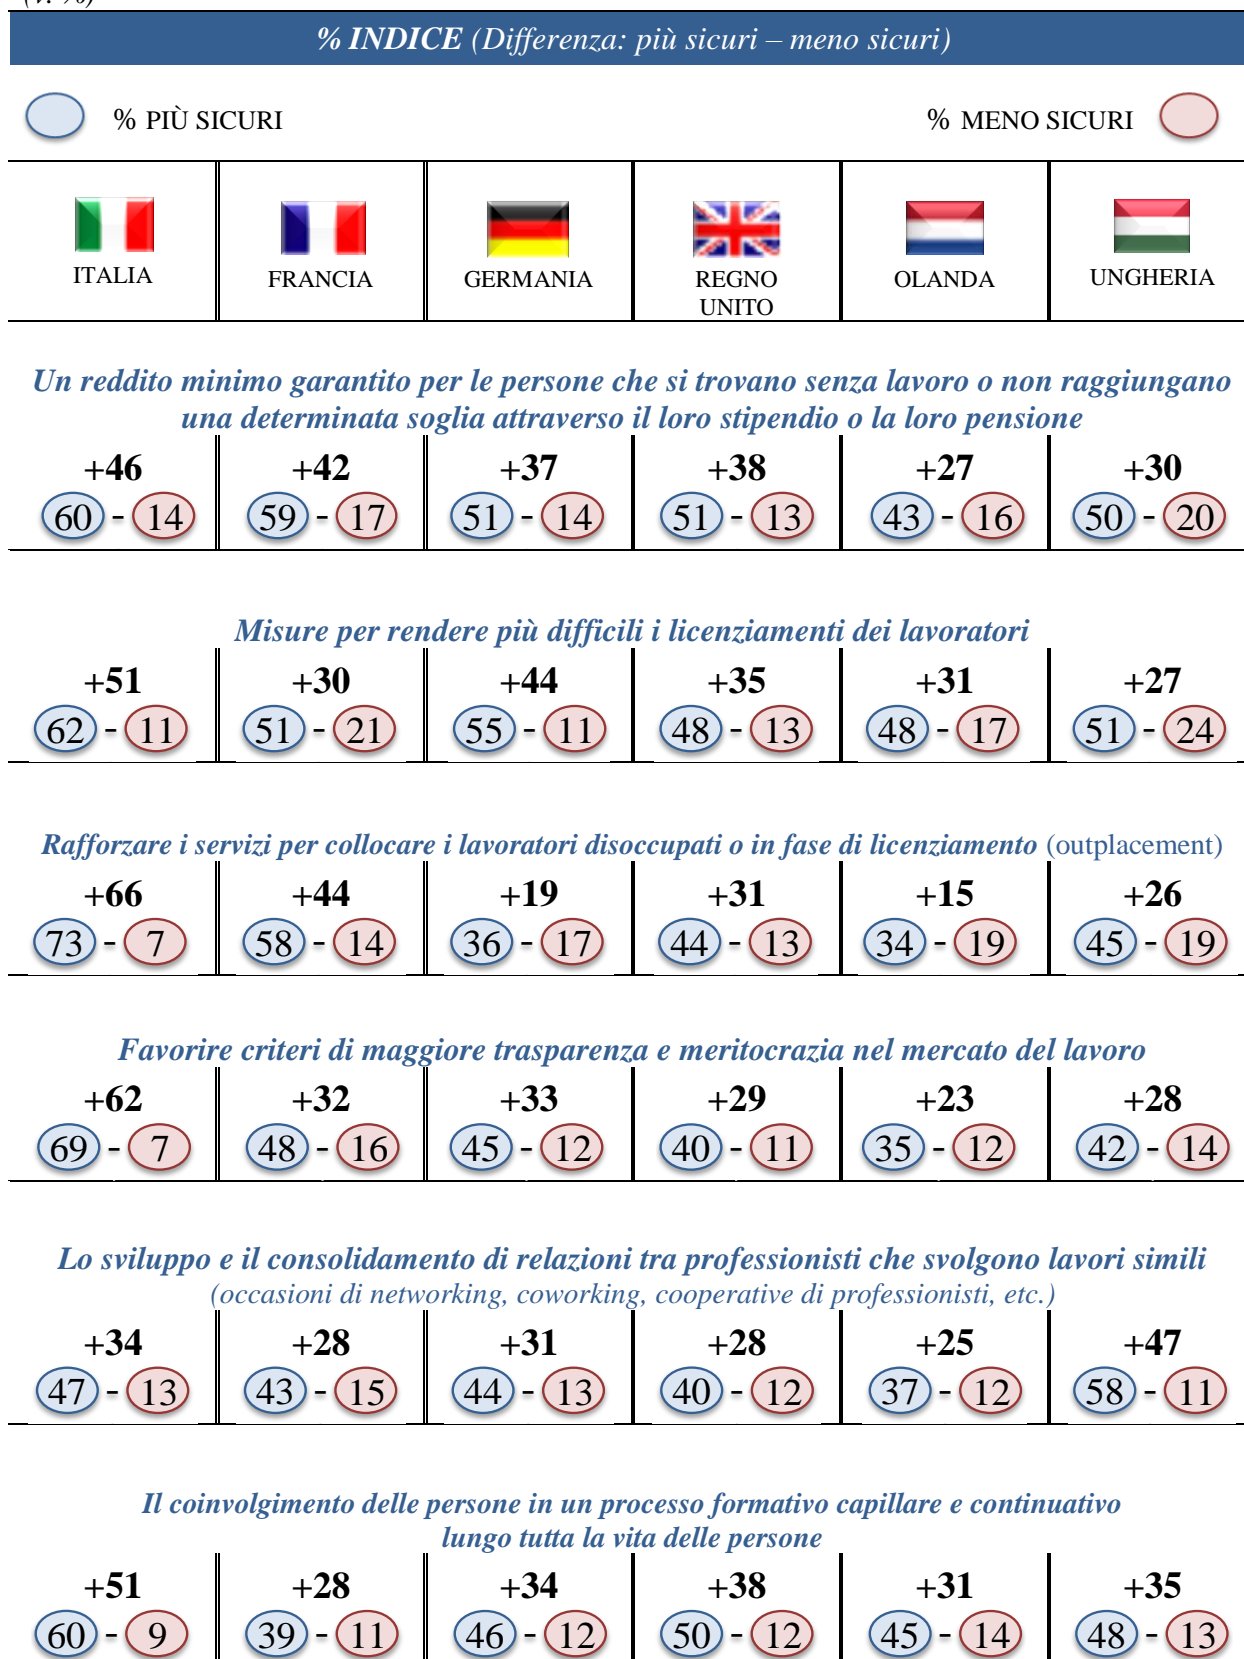 (v. %)
% INDICE (Differenza: più sicuri – meno sicuri)
% PIÙ SICURI % MENO SICURI
ITALIA FRANCIA GERMANIA REGNO UNITO OLANDA UNGHERIA
Un reddito minimo garantito per le persone che si trovano senza lavoro o non raggiungano
una determinata soglia attraverso il loro stipendio o la loro pensione
+46 +42 +37 +38 +27 +30
60 - 14 59 - 17 51 - 14 51 - 13 43 - 16 50 - 20
Misure per rendere più difficili i licenziamenti dei lavoratori
+51 +30 +44 +35 +31 +27
62 - 11 51 - 21 55 - 11 48 - 13 48 - 17 51 - 24
Rafforzare i servizi per collocare i lavoratori disoccupati o in fase di licenziamento (outplacement)
+66 +44 +19 +31 +15 +26
73 - 7 58 - 14 36 - 17 44 - 13 34 - 19 45 - 19
Favorire criteri di maggiore trasparenza e meritocrazia nel mercato del lavoro
+62 +32 +33 +29 +23 +28
69 - 7 48 - 16 45 - 12 40 - 11 35 - 12 42 - 14
Lo sviluppo e il consolidamento di relazioni tra professionisti che svolgono lavori simili
(occasioni di networking, coworking, cooperative di professionisti, etc.)
+34 +28 +31 +28 +25 +47
47 - 13 43 - 15 44 - 13 40 - 12 37 - 12 58 - 11
Il coinvolgimento delle persone in un processo formativo capillare e continuativo
lungo tutta la vita delle persone
+51 +28 +34 +38 +31 +35
60 - 9 39 - 11 46 - 12 50 - 12 45 - 14 48 - 13